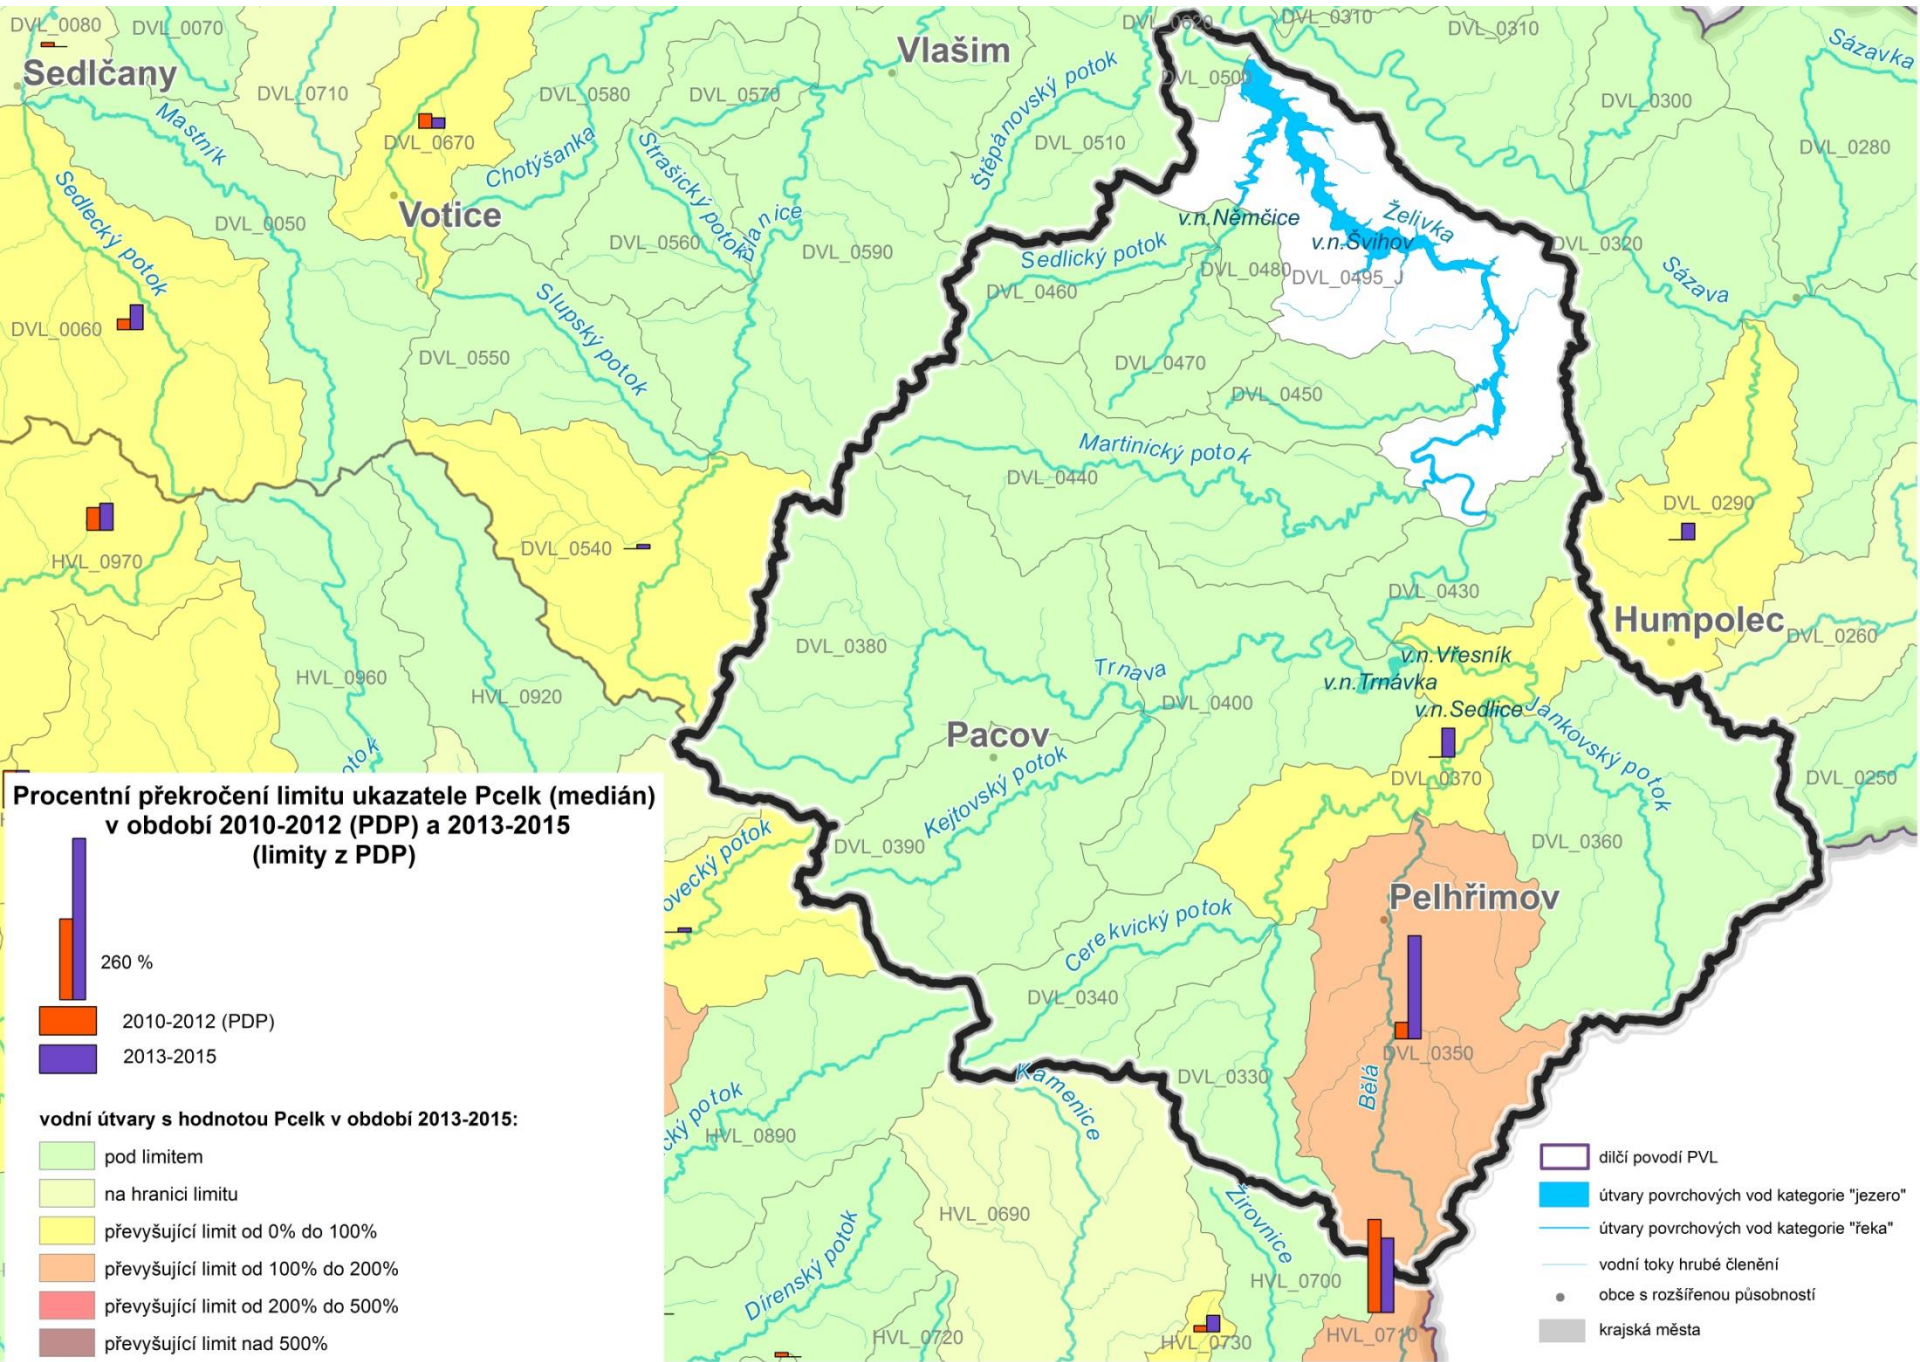 DVL_0080
DVL_0070
Sedlčany
DVL_0710
Mastník
DVL_0670
DVL_0580
DVL_0570
Vlašim
DVL_0620
DVL_0310
DVL_0310
Sázavka
DVL_0500
DVL_0300
DVL_0280
Štěpánovský potok
DVL_0510
Chotýšanka
Strašický potok
Blanice
Votice
Sedlecký potok
DVL_0050
DVL_0560
DVL_0590
v.n.Němčice
Želivka
v.n.Švihov
DVL_0320
Sázava
Sedlický potok
DVL_0460
DVL_0480
DVL_0495_J
DVL_0060
Slupský potok
DVL_0550
DVL_0470
DVL_0450
Martinický potok
DVL_0440
DVL_0290
HVL_0970
DVL_0540
DVL_0430
Humpolec
DVL_0260
DVL_0380
v.n.Vřesník
Trnava
v.n.Trnávka
HVL_0960
HVL_0920
DVL_0400
v.n.Sedlice
Jankovský potok
Pacov
DVL_0370
DVL_0250
otok
Kejtovský potok
DVL_0390
DVL_0360
ovecký potok
Pelhřimov
Cerekvický potok
DVL_0340
DVL_0350
Bělá
DVL_0330
Kamenice
cký potok
HVL_0890
HVL_0690
Žirovnice
Dírenský potok
HVL_0700
HVL_0720
HVL_0730
HVL_0710
Procentní překročení limitu ukazatele Pcelk (medián)
v období 2010-2012 (PDP) a 2013-2015
(limity z PDP)
260 %
2010-2012 (PDP)
2013-2015
vodní útvary s hodnotou Pcelk v období 2013-2015:
pod limitem
na hranici limitu
převyšující limit od 0% do 100%
převyšující limit od 100% do 200%
převyšující limit od 200% do 500%
převyšující limit nad 500%
dílčí povodí PVL
útvary povrchových vod kategorie "jezero"
útvary povrchových vod kategorie "řeka"
vodní toky hrubé členění
obce s rozšířenou působností
krajská města